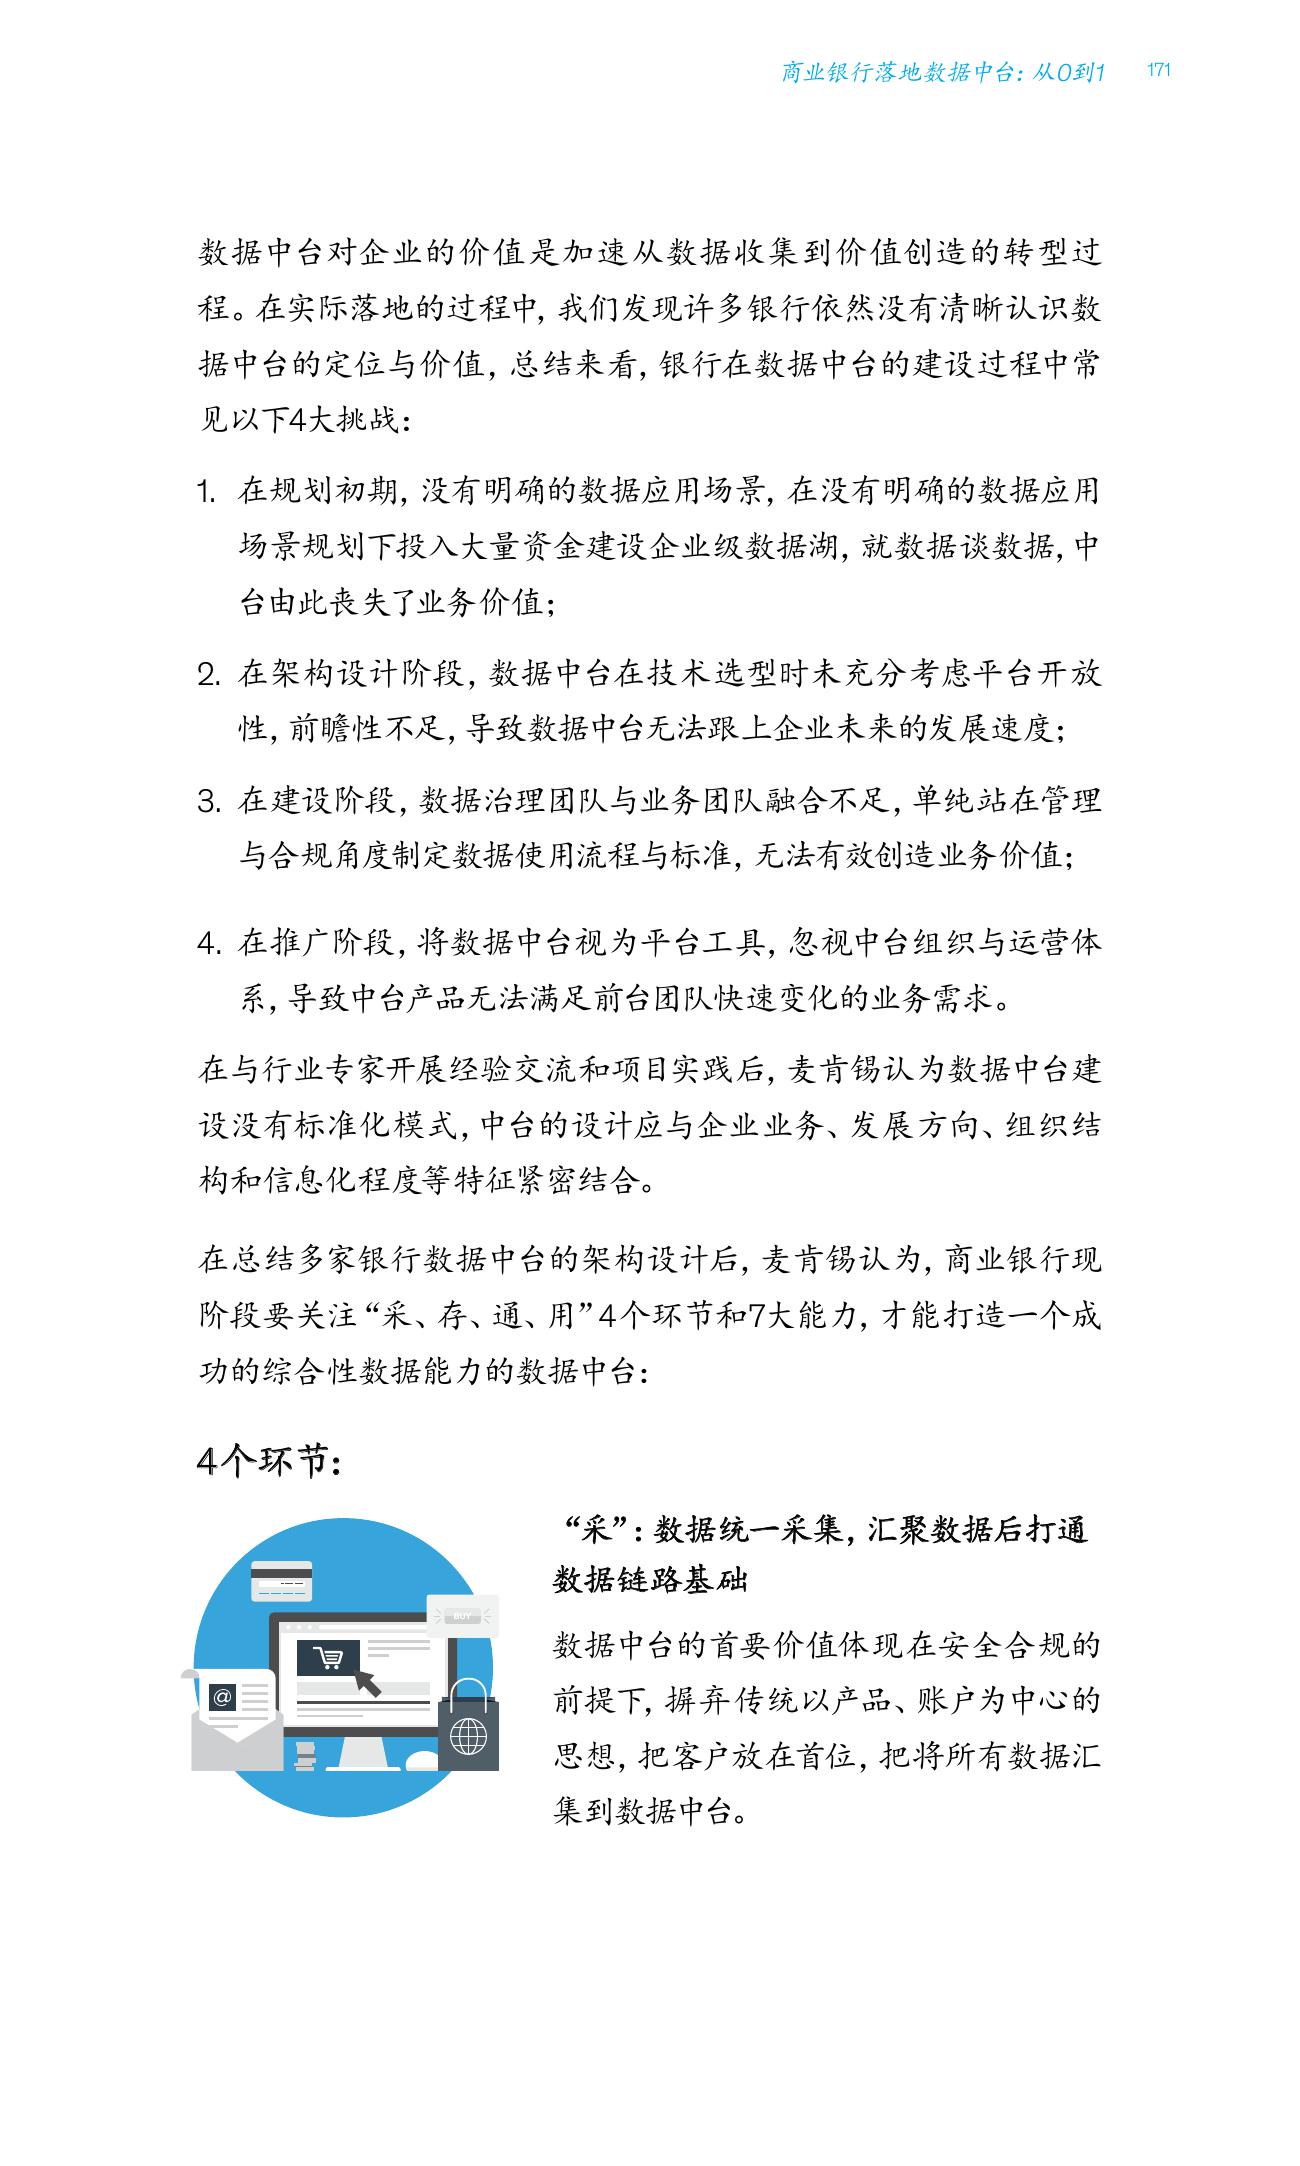 商业银行落地数据中台：从0到1 171
数据中台对企业的价值是加速从数据收集到价值创造的转型过
程。在实际落地的过程中，我们发现许多银行依然没有清晰认识数
据中台的定位与价值，总结来看，银行在数据中台的建设过程中常
见以下4大挑战：
1. 在规划初期，没有明确的数据应用场景，在没有明确的数据应用
场景规划下投入大量资金建设企业级数据湖，就数据谈数据，中
台由此丧失了业务价值；
2. 在架构设计阶段，数据中台在技术选型时未充分考虑平台开放
性，前瞻性不足，导致数据中台无法跟上企业未来的发展速度；
3. 在建设阶段，数据治理团队与业务团队融合不足，单纯站在管理
与合规角度制定数据使用流程与标准，无法有效创造业务价值；
4. 在推广阶段，将数据中台视为平台工具，忽视中台组织与运营体
系，导致中台产品无法满足前台团队快速变化的业务需求。
在与行业专家开展经验交流和项目实践后，麦肯锡认为数据中台建
设没有标准化模式，中台的设计应与企业业务、发展方向、组织结
构和信息化程度等特征紧密结合。
在总结多家银行数据中台的架构设计后，麦肯锡认为，商业银行现
阶段要关注“采、存、通、用”4个环节和7大能力，才能打造一个成
功的综合性数据能力的数据中台：
4个环节：
BUY
@
“采”：数据统一采集，汇聚数据后打通
数据链路基础
数据中台的首要价值体现在安全合规的
前提下，摒弃传统以产品、账户为中心的
思想，把客户放在首位，把将所有数据汇
集到数据中台。